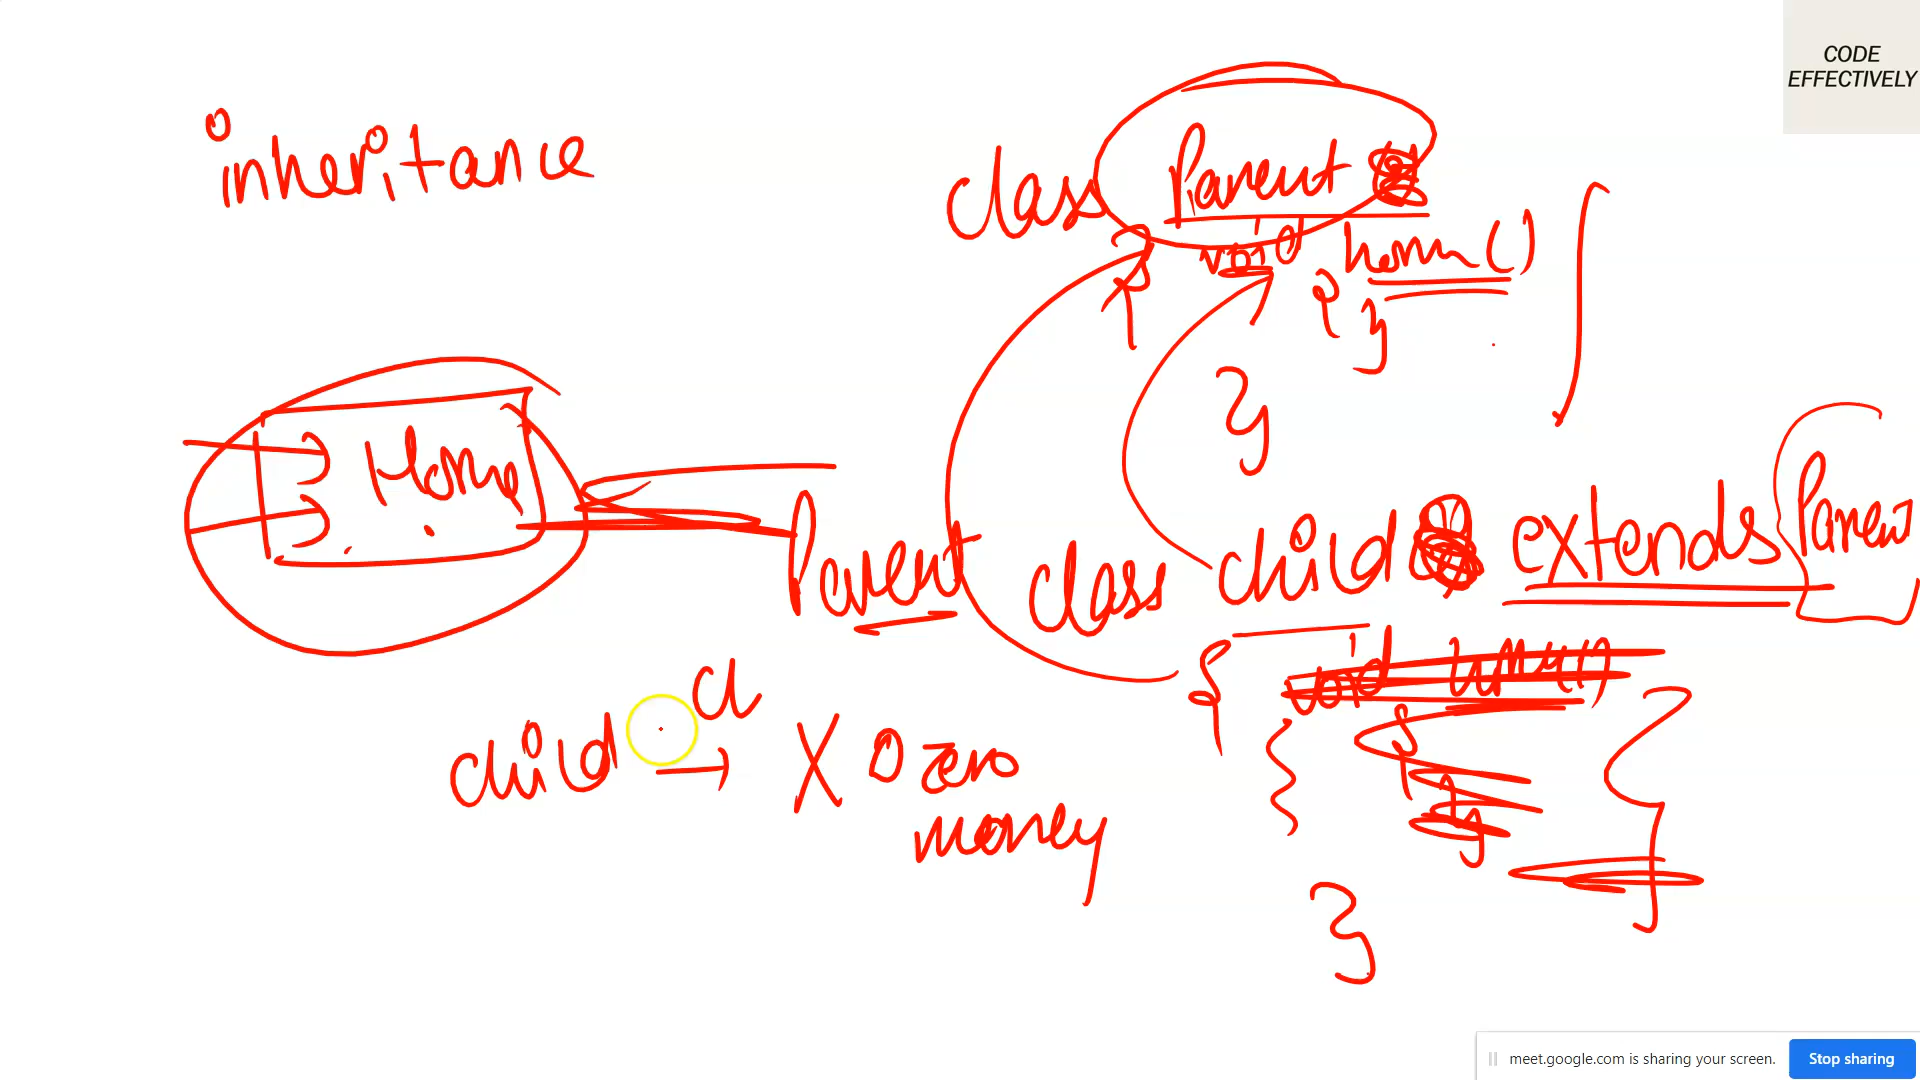 CODE
EFFECTIVELY
inheritance
class Parent
void home()
{ }
}
Home
Parent
class child extends Parent
{
child → X 0 zero
money
}
meet.google.com is sharing your screen.
Stop sharing